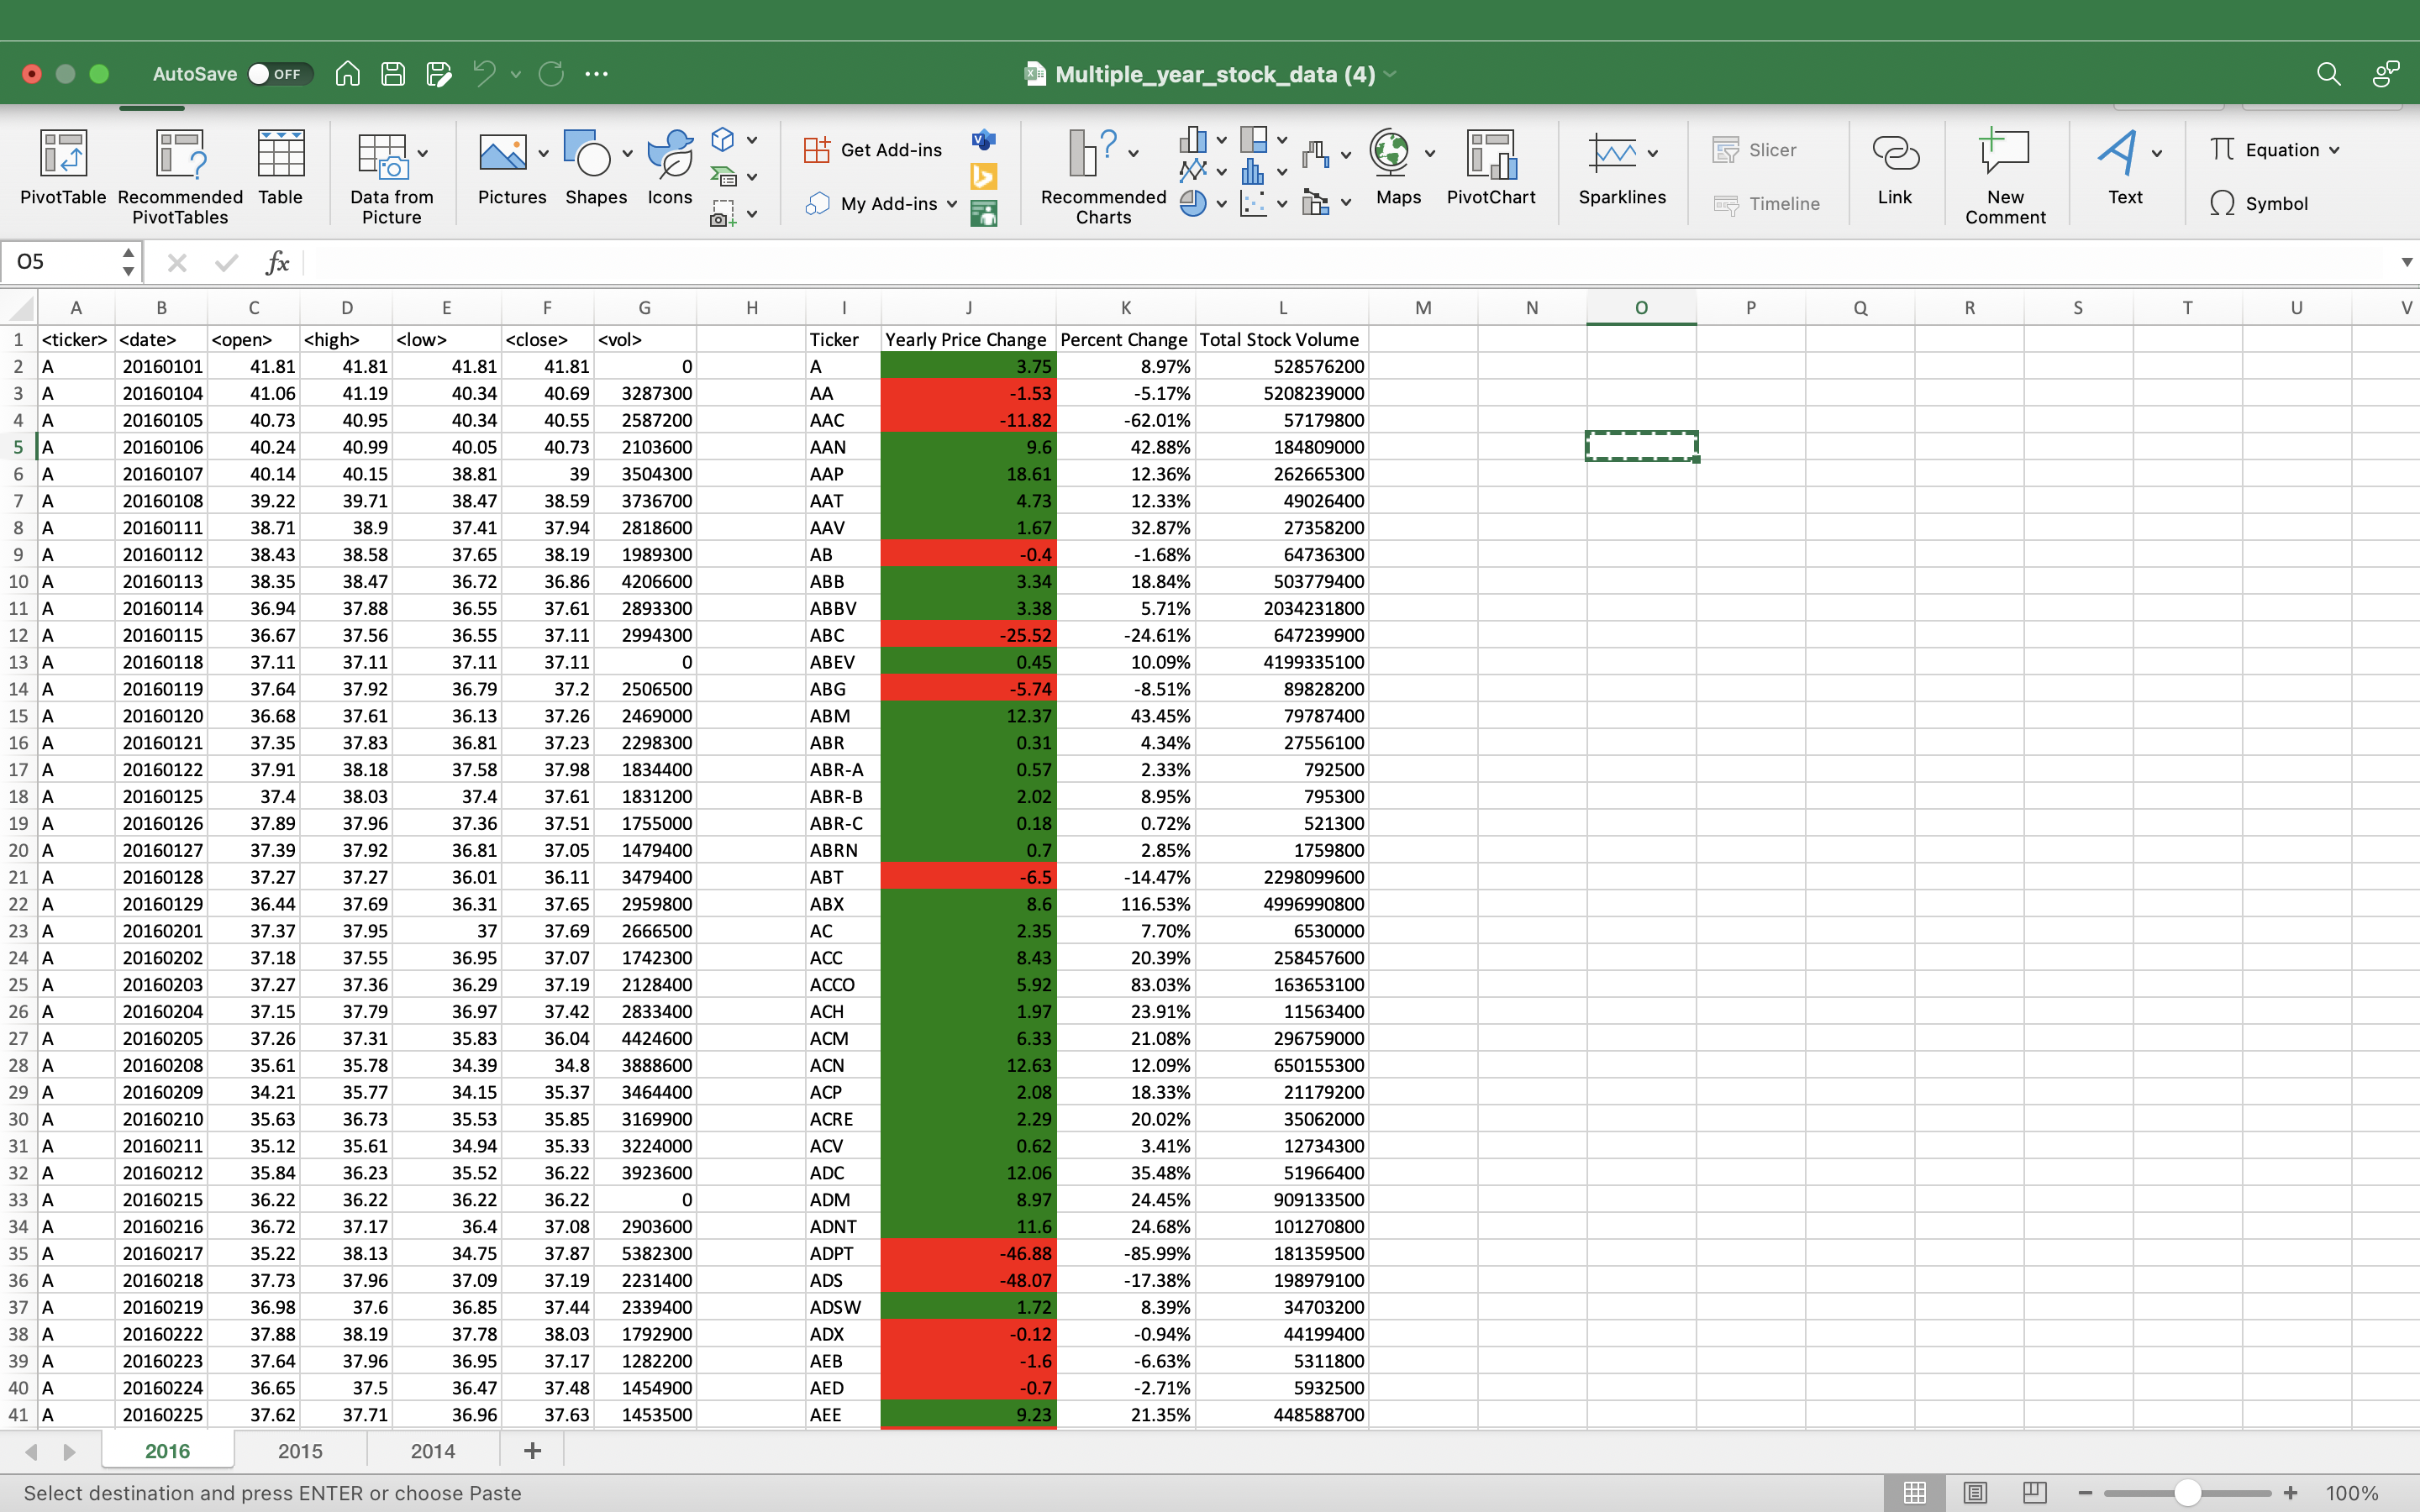 AutoSave OFF Multiple_year_stock_data (4)
PivotTable Recommended PivotTables Table Data from Picture Pictures Shapes Icons Get Add-ins My Add-ins Recommended Charts Maps PivotChart Sparklines Slicer Timeline Link New Comment Text Equation Symbol
O5 fx
A B C D E F G H I J K L M N O P Q R S T U V
1 <ticker> <date> <open> <high> <low> <close> <vol> Ticker Yearly Price Change Percent Change Total Stock Volume
2 A 20160101 41.81 41.81 41.81 41.81 0 A 3.75 8.97% 528576200
3 A 20160104 41.06 41.19 40.34 40.69 3287300 AA -1.53 -5.17% 5208239000
4 A 20160105 40.73 40.95 40.34 40.55 2587200 AAC -11.82 -62.01% 57179800
5 A 20160106 40.24 40.99 40.05 40.73 2103600 AAN 9.6 42.88% 184809000
6 A 20160107 40.14 40.15 38.81 39 3504300 AAP 18.61 12.36% 262665300
7 A 20160108 39.22 39.71 38.47 38.59 3736700 AAT 4.73 12.33% 49026400
8 A 20160111 38.71 38.9 37.41 37.94 2818600 AAV 1.67 32.87% 27358200
9 A 20160112 38.43 38.58 37.65 38.19 1989300 AB -0.4 -1.68% 64736300
10 A 20160113 38.35 38.47 36.72 36.86 4206600 ABB 3.34 18.84% 503779400
11 A 20160114 36.94 37.88 36.55 37.61 2893300 ABBV 3.38 5.71% 2034231800
12 A 20160115 36.67 37.56 36.55 37.11 2994300 ABC -25.52 -24.61% 647239900
13 A 20160118 37.11 37.11 37.11 37.11 0 ABEV 0.45 10.09% 4199335100
14 A 20160119 37.64 37.92 36.79 37.2 2506500 ABG -5.74 -8.51% 89828200
15 A 20160120 36.68 37.61 36.13 37.26 2469000 ABM 12.37 43.45% 79787400
16 A 20160121 37.35 37.83 36.81 37.23 2298300 ABR 0.31 4.34% 27556100
17 A 20160122 37.91 38.18 37.58 37.98 1834400 ABR-A 0.57 2.33% 792500
18 A 20160125 37.4 38.03 37.4 37.61 1831200 ABR-B 2.02 8.95% 795300
19 A 20160126 37.89 37.96 37.36 37.51 1755000 ABR-C 0.18 0.72% 521300
20 A 20160127 37.39 37.92 36.81 37.05 1479400 ABRN 0.7 2.85% 1759800
21 A 20160128 37.27 37.27 36.01 36.11 3479400 ABT -6.5 -14.47% 2298099600
22 A 20160129 36.44 37.69 36.31 37.65 2959800 ABX 8.6 116.53% 4996990800
23 A 20160201 37.37 37.95 37 37.69 2666500 AC 2.35 7.70% 6530000
24 A 20160202 37.18 37.55 36.95 37.07 1742300 ACC 8.43 20.39% 258457600
25 A 20160203 37.27 37.36 36.29 37.19 2128400 ACCO 5.92 83.03% 163653100
26 A 20160204 37.15 37.79 36.97 37.42 2833400 ACH 1.97 23.91% 11563400
27 A 20160205 37.26 37.31 35.83 36.04 4424600 ACM 6.33 21.08% 296759000
28 A 20160208 35.61 35.78 34.39 34.8 3888600 ACN 12.63 12.09% 650155300
29 A 20160209 34.21 35.77 34.15 35.37 3464400 ACP 2.08 18.33% 21179200
30 A 20160210 35.63 36.73 35.53 35.85 3169900 ACRE 2.29 20.02% 35062000
31 A 20160211 35.12 35.61 34.94 35.33 3224000 ACV 0.62 3.41% 12734300
32 A 20160212 35.84 36.23 35.52 36.22 3923600 ADC 12.06 35.48% 51966400
33 A 20160215 36.22 36.22 36.22 36.22 0 ADM 8.97 24.45% 909133500
34 A 20160216 36.72 37.17 36.4 37.08 2903600 ADNT 11.6 24.68% 101270800
35 A 20160217 35.22 38.13 34.75 37.87 5382300 ADPT -46.88 -85.99% 181359500
36 A 20160218 37.73 37.96 37.09 37.19 2231400 ADS -48.07 -17.38% 198979100
37 A 20160219 36.98 37.6 36.85 37.44 2339400 ADSW 1.72 8.39% 34703200
38 A 20160222 37.88 38.19 37.78 38.03 1792900 ADX -0.12 -0.94% 44199400
39 A 20160223 37.64 37.96 36.95 37.17 1282200 AEB -1.6 -6.63% 5311800
40 A 20160224 36.65 37.5 36.47 37.48 1454900 AED -0.7 -2.71% 5932500
41 A 20160225 37.62 37.71 36.96 37.63 1453500 AEE 9.23 21.35% 448588700
2016 2015 2014 +
Select destination and press ENTER or choose Paste 100%